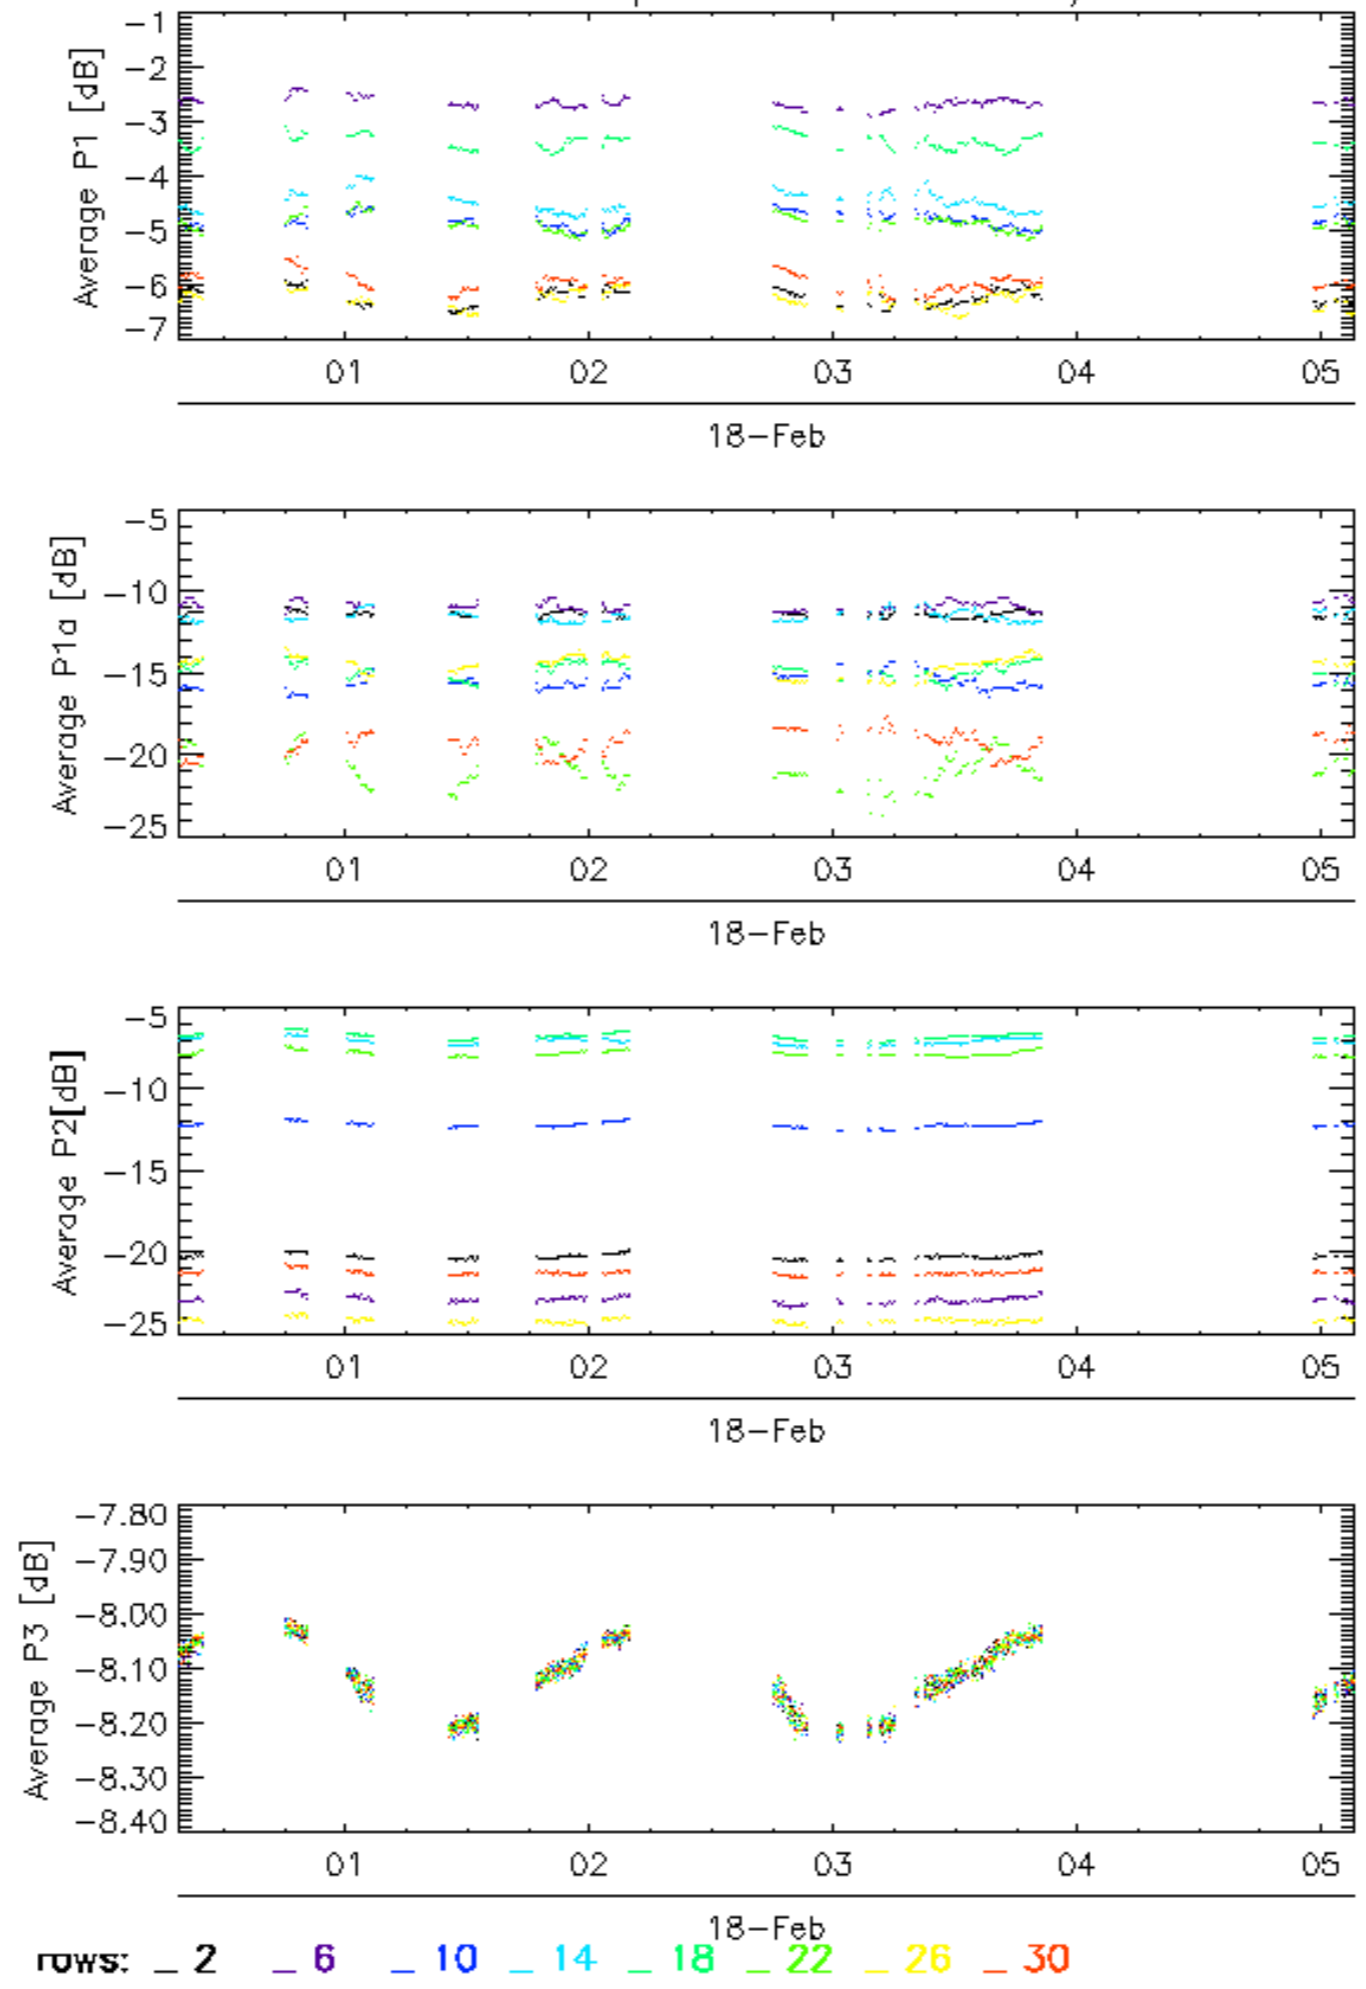 Average P1 [dB]
-1
-2
-3
-4
-5
-6
-7
01 02 03 04 05
18-Feb
Average P1a [dB]
-5
-10
-15
-20
-25
01 02 03 04 05
18-Feb
Average P2[dB]
-5
-10
-15
-20
-25
01 02 03 04 05
18-Feb
Average P3 [dB]
-7.80
-7.90
-8.00
-8.10
-8.20
-8.30
-8.40
01 02 03 04 05
18-Feb
rows: _ 2 _ 6 _ 10 _ 14 _ 18 _ 22 _ 26 _ 30